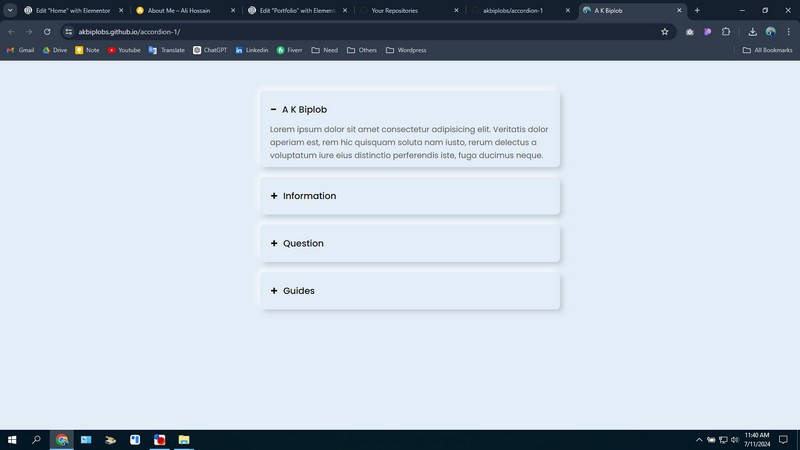 Edit "Home" with Elementor
About Me – Ali Hossain
Edit "Portfolio" with Element
Your Repositories
akbiplobs/accordion-1
A K Biplob
akbiplobs.github.io/accordion-1/
Gmail
Drive
Note
Youtube
Translate
ChatGPT
Linkedin
Fiverr
Need
Others
Wordpress
All Bookmarks
A K Biplob
Lorem ipsum dolor sit amet consectetur adipisicing elit. Veritatis dolor
aperiam est, rem hic quisquam soluta nam iusto, rerum delectus a
voluptatum iure eius distinctio perferendis iste, fuga ducimus neque.
Information
Question
Guides
11:40 AM
7/11/2024